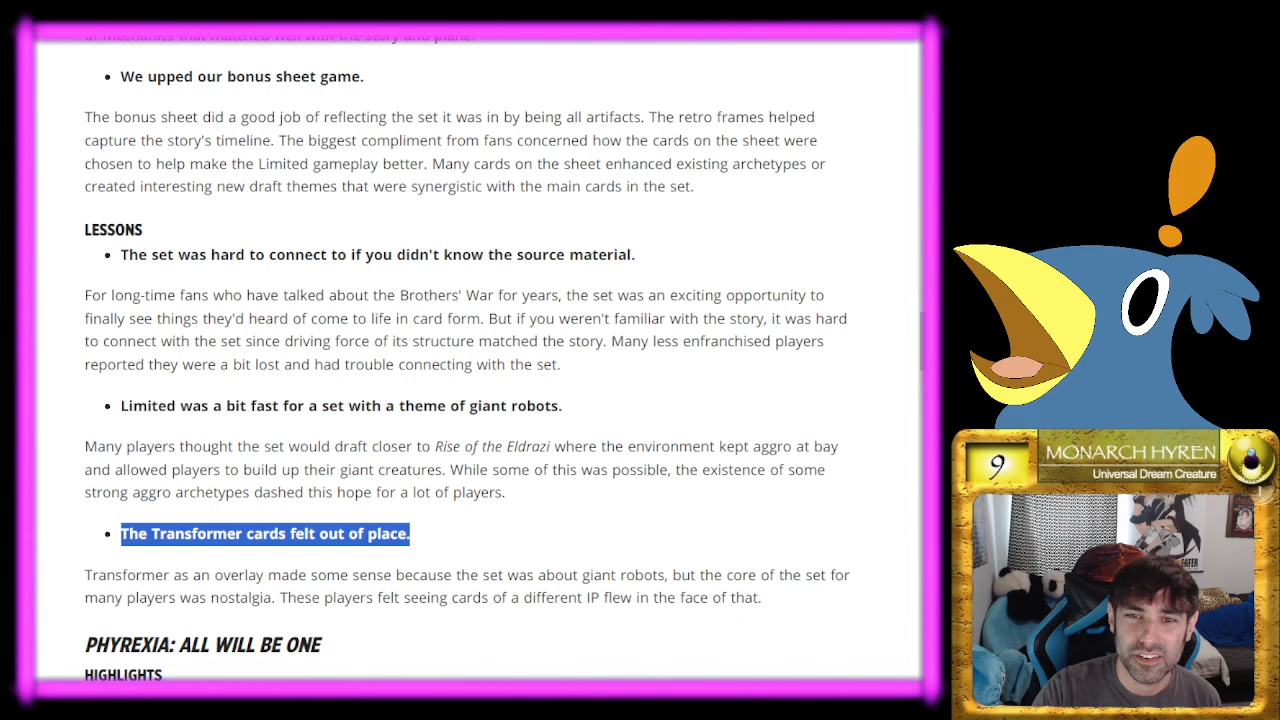 of mechanics that matched well with the story and plane.
• We upped our bonus sheet game.
The bonus sheet did a good job of reflecting the set it was in by being all artifacts. The retro frames helped
capture the story's timeline. The biggest compliment from fans concerned how the cards on the sheet were
chosen to help make the Limited gameplay better. Many cards on the sheet enhanced existing archetypes or
created interesting new draft themes that were synergistic with the main cards in the set.
LESSONS
• The set was hard to connect to if you didn't know the source material.
For long-time fans who have talked about the Brothers' War for years, the set was an exciting opportunity to
finally see things they'd heard of come to life in card form. But if you weren't familiar with the story, it was hard
to connect with the set since driving force of its structure matched the story. Many less enfranchised players
reported they were a bit lost and had trouble connecting with the set.
• Limited was a bit fast for a set with a theme of giant robots.
Many players thought the set would draft closer to Rise of the Eldrazi where the environment kept aggro at bay
and allowed players to build up their giant creatures. While some of this was possible, the existence of some
strong aggro archetypes dashed this hope for a lot of players.
• The Transformer cards felt out of place.
Transformer as an overlay made some sense because the set was about giant robots, but the core of the set for
many players was nostalgia. These players felt seeing cards of a different IP flew in the face of that.
PHYREXIA: ALL WILL BE ONE
HIGHLIGHTS
9
MONARCH HYREN
Universal Dream Creature